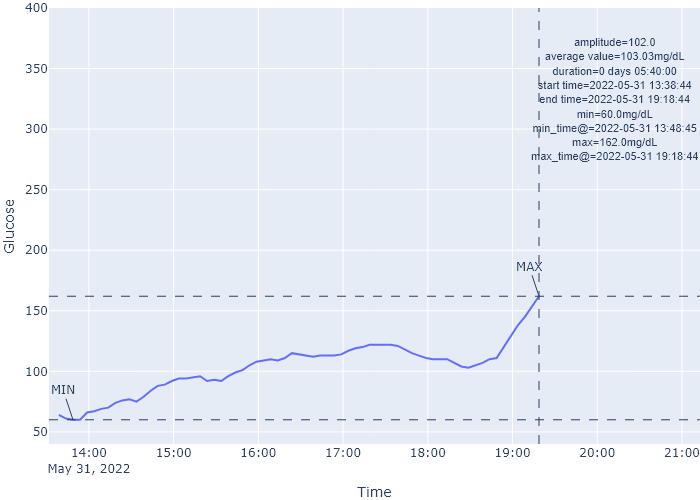 400
350
300
250
200
150
100
50
Glucose
amplitude=102.0
average value=103.03mg/dL
duration=0 days 05:40:00
start time=2022-05-31 13:38:44
end time=2022-05-31 19:18:44
min=60.0mg/dL
min_time@=2022-05-31 13:48:45
max=162.0mg/dL
max_time@=2022-05-31 19:18:44
MAX
MIN
14:00 15:00 16:00 17:00 18:00 19:00 20:00 21:00
May 31, 2022
Time